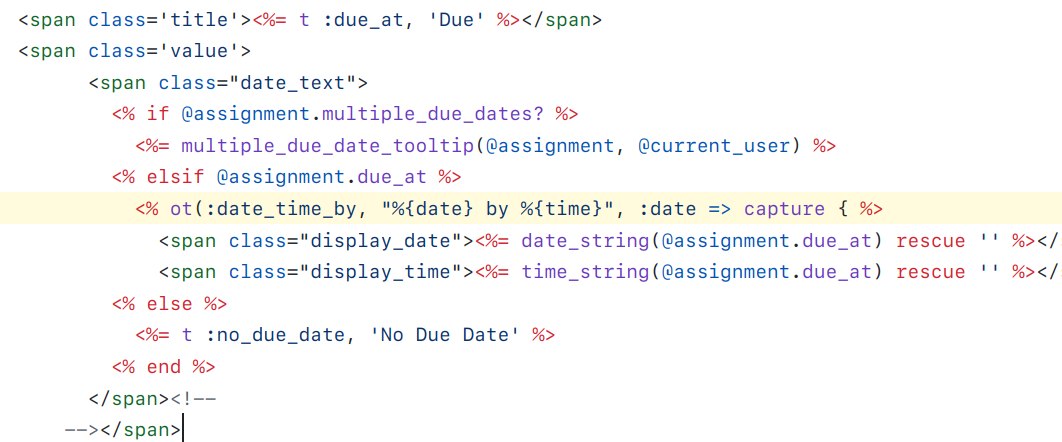 <span class='title'><%= t :due_at, 'Due' %></span>
<span class='value'>
<span class="date_text">
<% if @assignment.multiple_due_dates? %>
<%= multiple_due_date_tooltip(@assignment, @current_user) %>
<% elsif @assignment.due_at %>
<% ot(:date_time_by, "%{date} by %{time}", :date => capture { %>
<span class="display_date"><%= date_string(@assignment.due_at) rescue '' %></
<span class="display_time"><%= time_string(@assignment.due_at) rescue '' %></
<% else %>
<%= t :no_due_date, 'No Due Date' %>
<% end %>
</span><!--
--></span>